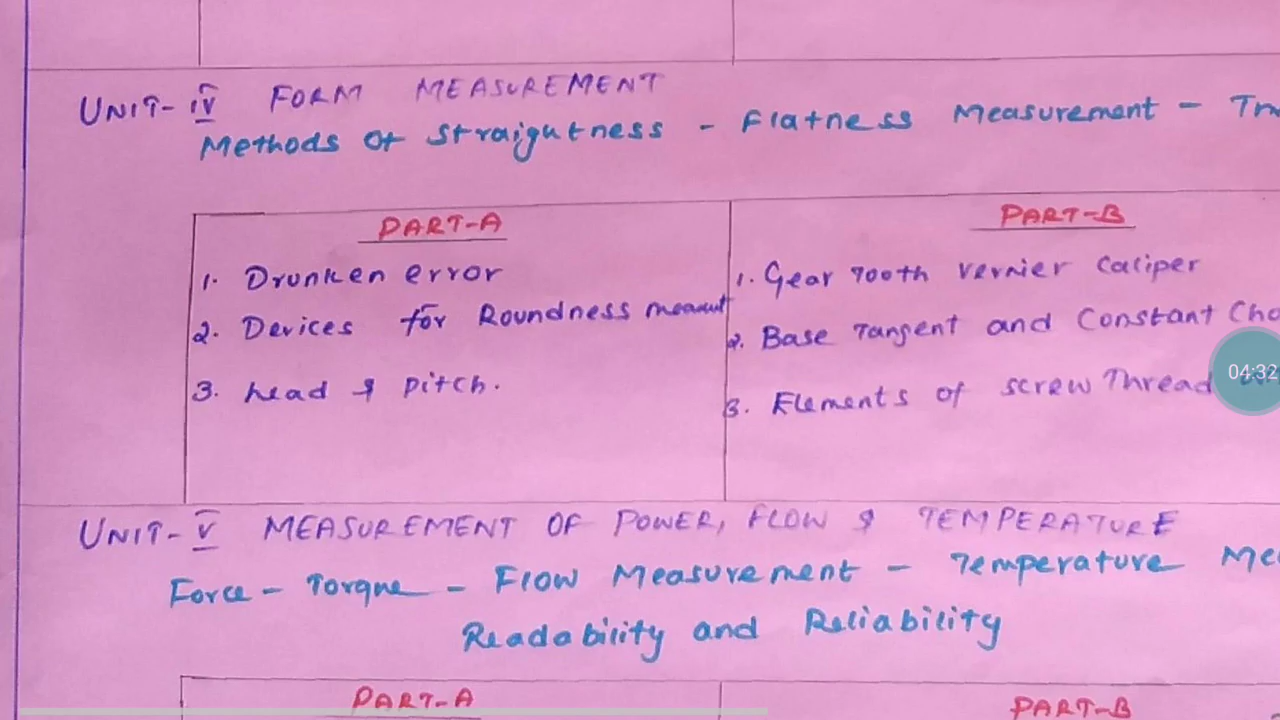 UNIT-IV FORM MEASUREMENT
Methods of Straigutness - Flatness Measurement -
PART-A
1. Drunken error
2. Devices for Roundness
3. Lead & Pitch.
PART-B
1. Gear Tooth Vernier Caliper
2. Base Tangent and Constant
3. Elements of Screw Thread
04:32
UNIT-V MEASUREMENT OF POWER, FLOW & TEMPERATURE
Force - Torque - Flow Measurement - Temperature
Readability and Reliability
PART-A
PART-B